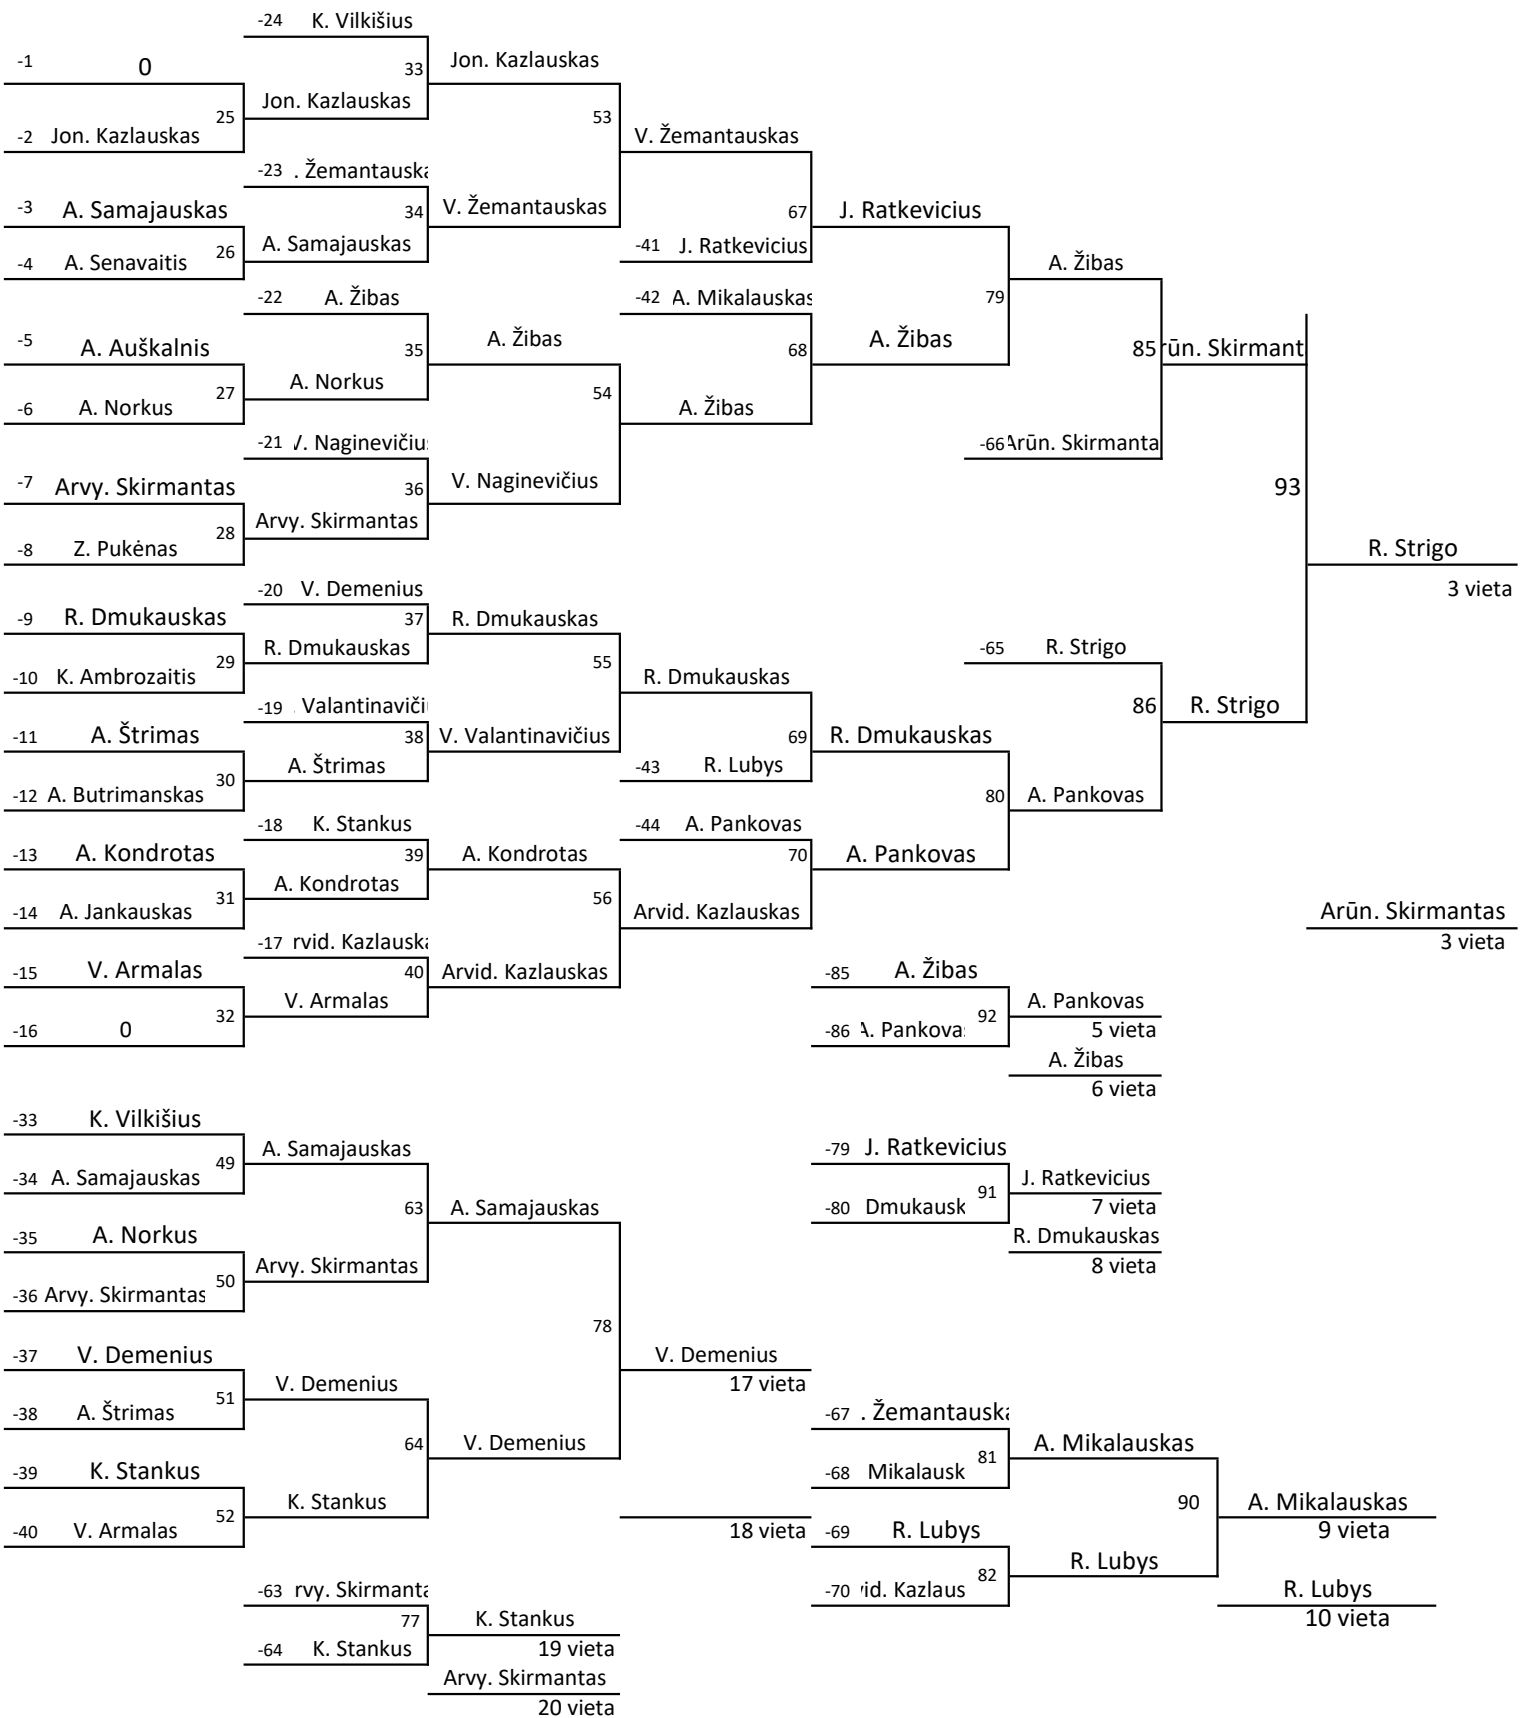 -24 K. Vilkišius
-1 0
33 Jon. Kazlauskas
Jon. Kazlauskas
25
53
-2 Jon. Kazlauskas
V. Žemantauskas
-23 . Žemantauska
-3 A. Samajauskas
34 V. Žemantauskas
67 J. Ratkevicius
26 A. Samajauskas
-41 J. Ratkevicius
-4 A. Senavaitis
A. Žibas
-22 A. Žibas
-42 A. Mikalauskas
79
-5 A. Auškalnis
35 A. Žibas
68 A. Žibas
85 rūn. Skirmant
27 A. Norkus
54
-6 A. Norkus
A. Žibas
-21 V. Naginevičius
-66 Arūn. Skirmanta
-7 Arvy. Skirmantas
36 V. Naginevičius
93
28 Arvy. Skirmantas
-8 Z. Pukėnas
R. Strigo
3 vieta
-20 V. Demenius
-9 R. Dmukauskas
37 R. Dmukauskas
29 R. Dmukauskas
55
-65 R. Strigo
-10 K. Ambrozaitis
R. Dmukauskas
-19 Valantinaviči
86 R. Strigo
-11 A. Štrimas
38 V. Valantinavičius
69 R. Dmukauskas
30 A. Štrimas
-43 R. Lubys
-12 A. Butrimanskas
80 A. Pankovas
-18 K. Stankus
-44 A. Pankovas
-13 A. Kondrotas
39 A. Kondrotas
70 A. Pankovas
31 A. Kondrotas
56
-14 A. Jankauskas
Arvid. Kazlauskas
Arūn. Skirmantas
3 vieta
-17 rvid. Kazlauska
-15 V. Armalas
40 Arvid. Kazlauskas
-85 A. Žibas
32 V. Armalas
92 A. Pankovas
5 vieta
-16 0
-86 A. Pankovas
A. Žibas
6 vieta
-33 K. Vilkišius
49 A. Samajauskas
-79 J. Ratkevicius
-34 A. Samajauskas
91 J. Ratkevicius
7 vieta
63 A. Samajauskas
-80 Dmukausk
-35 A. Norkus
R. Dmukauskas
8 vieta
50 Arvy. Skirmantas
-36 Arvy. Skirmantas
78
-37 V. Demenius
V. Demenius
17 vieta
51 V. Demenius
-38 A. Štrimas
-67 . Žemantauska
64 V. Demenius
81 A. Mikalauskas
-39 K. Stankus
-68 Mikalausk
52 K. Stankus
90 A. Mikalauskas
9 vieta
-40 V. Armalas
18 vieta
-69 R. Lubys
82 R. Lubys
-63 rvy. Skirmanta
-70 vid. Kazlaus
R. Lubys
10 vieta
77 K. Stankus
19 vieta
-64 K. Stankus
Arvy. Skirmantas
20 vieta